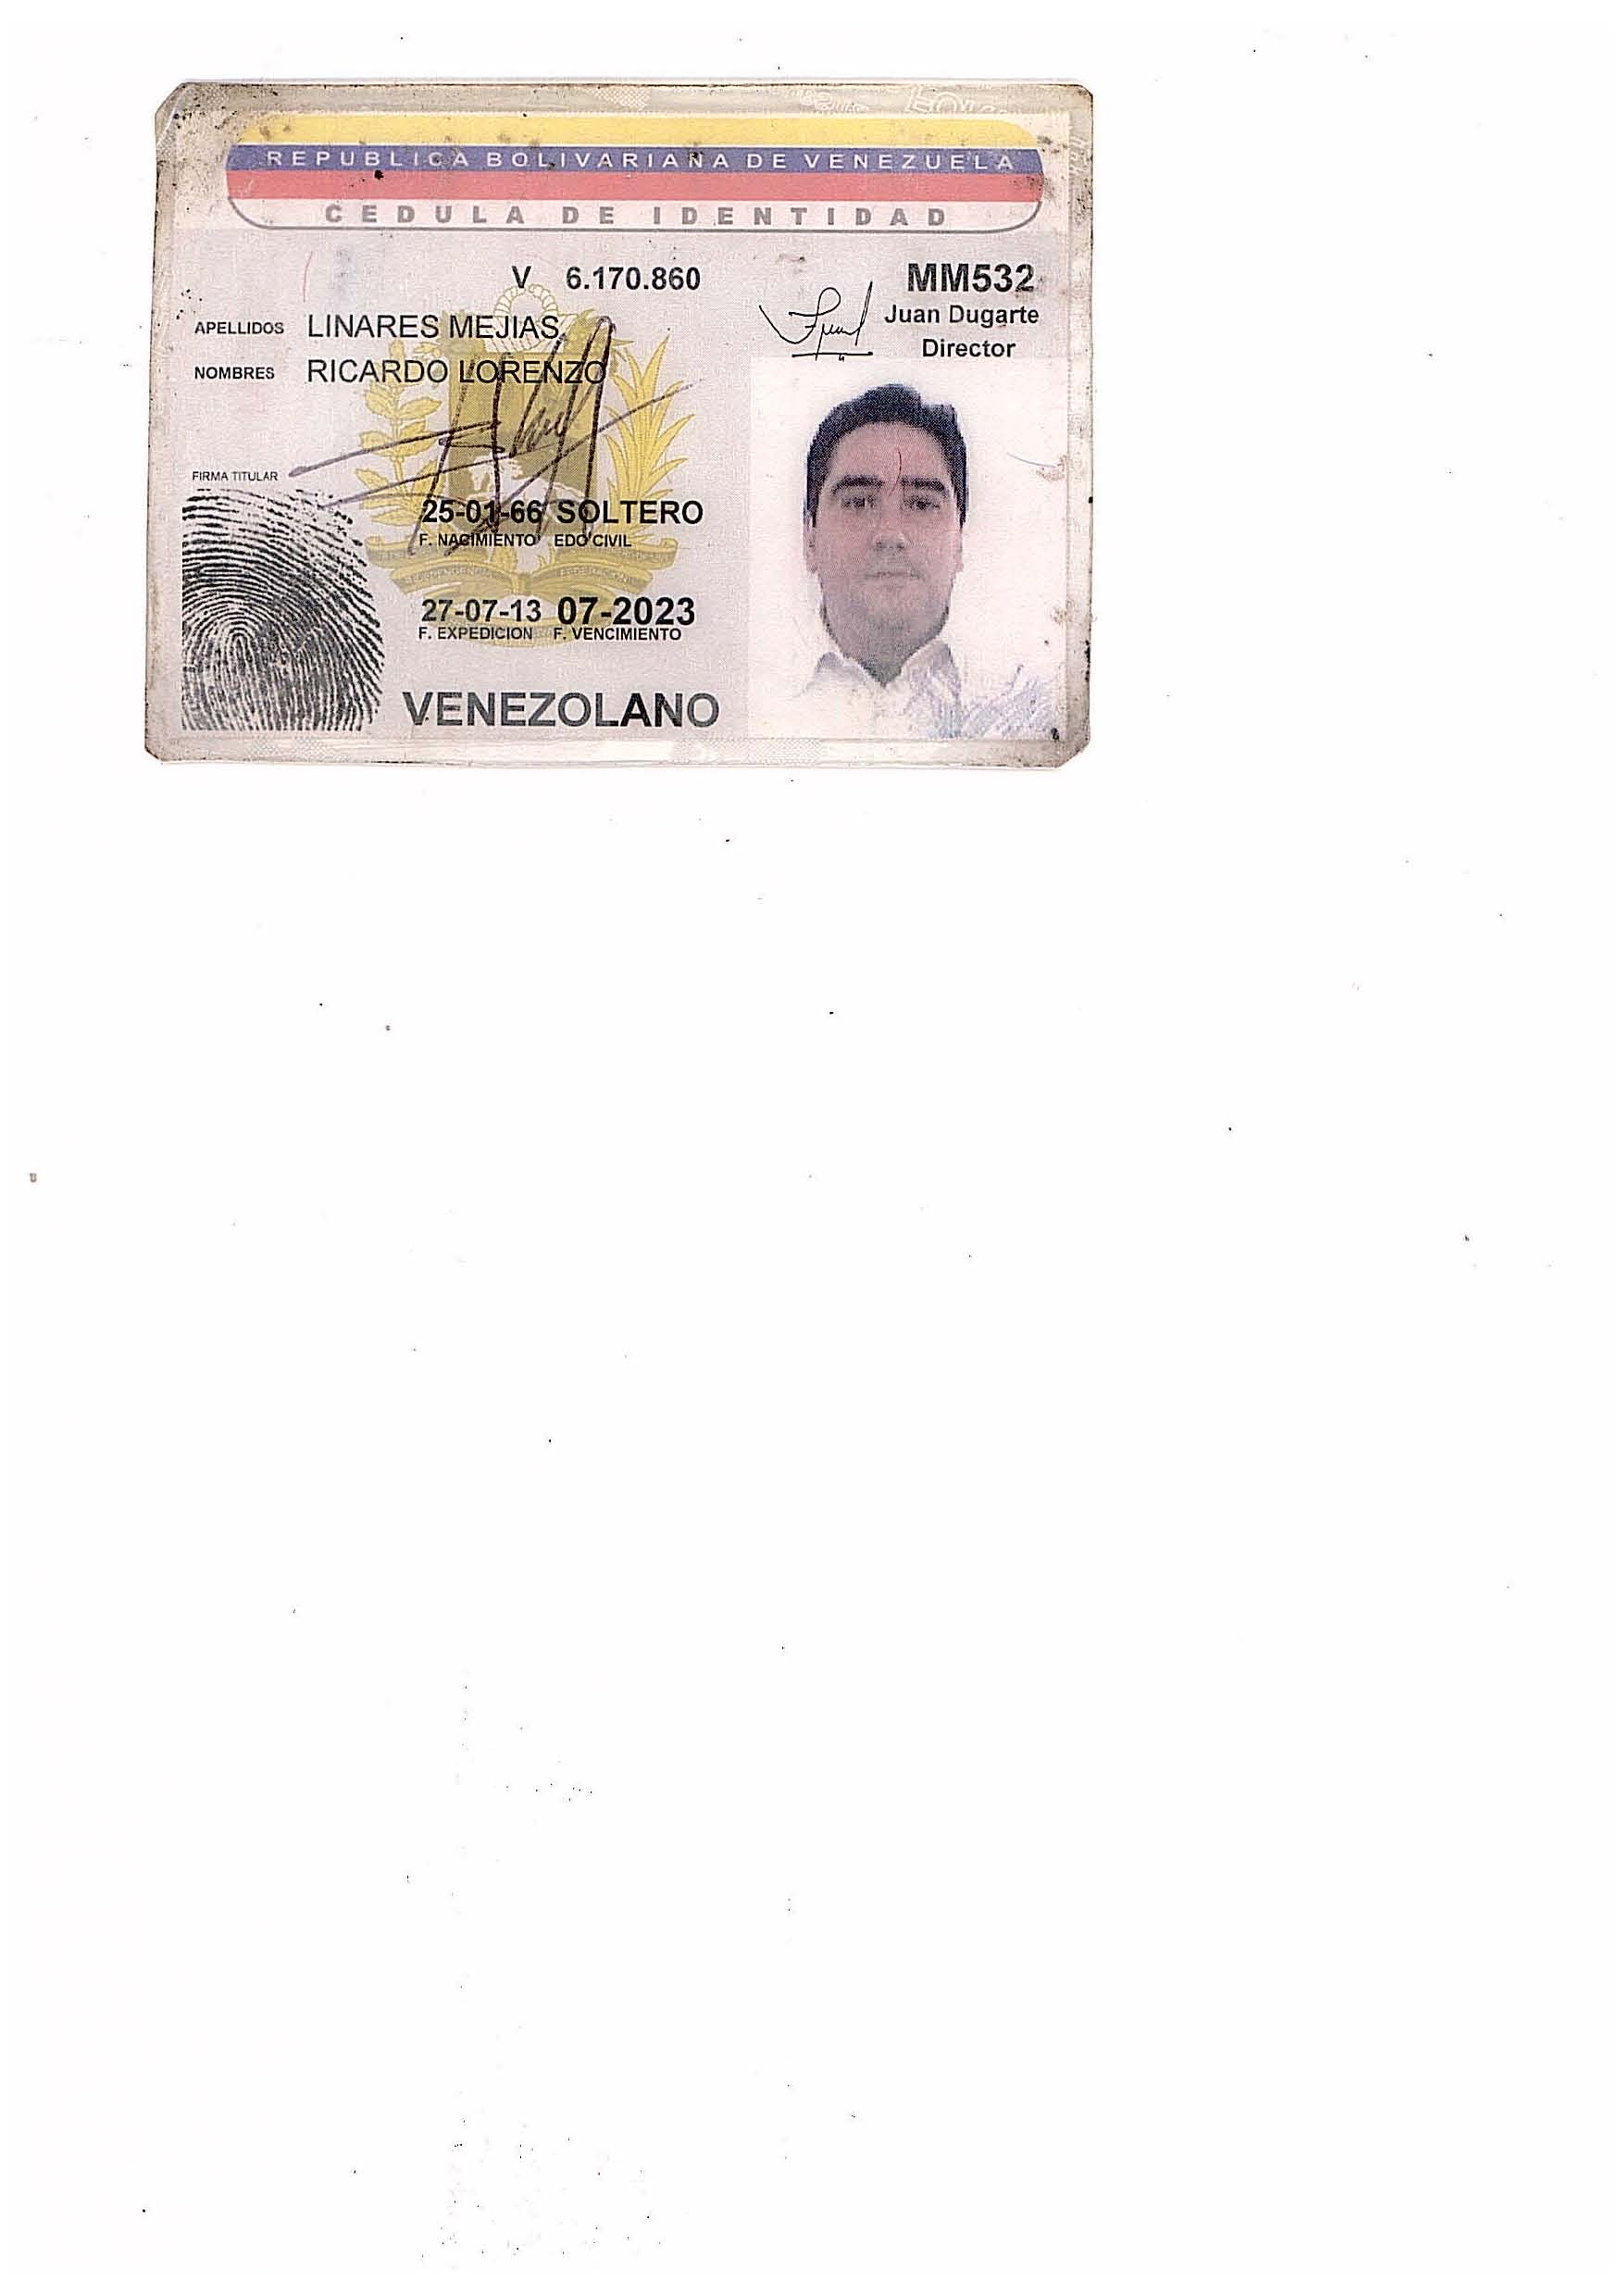 REPUBLICA BOLIVARIANA DE VENEZUELA
CEDULA DE IDENTIDAD
V 6.170.860
MM532
Juan Dugarte
Director
APELLIDOS LINARES MEJIAS
NOMBRES RICARDO LORENZO
FIRMA TITULAR
25-01-66 SOLTERO
F. NACIMIENTO EDO CIVIL
27-07-13 07-2023
F. EXPEDICION F. VENCIMIENTO
VENEZOLANO